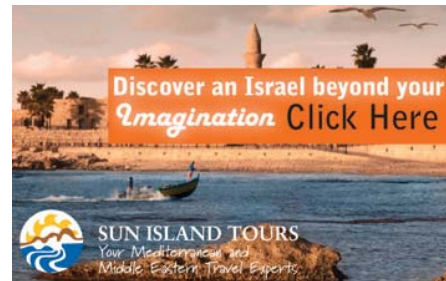 Discover an Israel beyond your
Imagination Click Here
SUN ISLAND TOURS
Your Mediterranean and
Middle Eastern Travel Experts